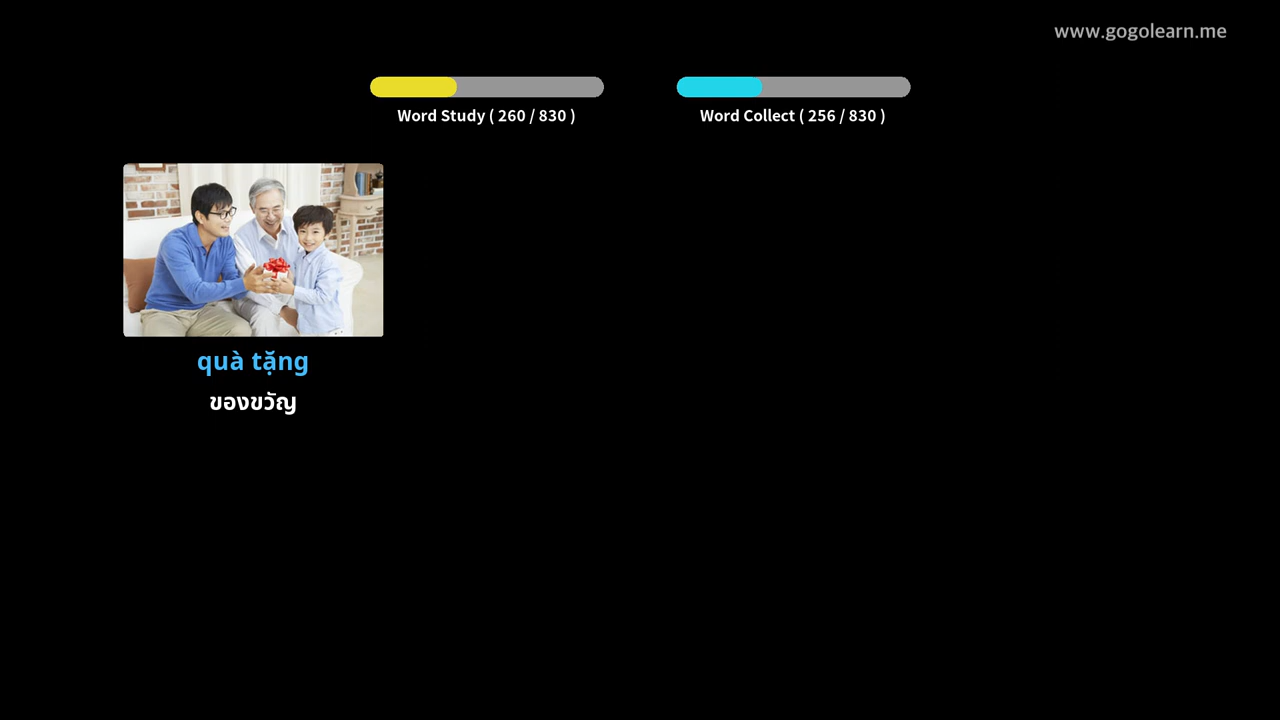 www.gogolearn.me
Word Study ( 260 / 830 )
Word Collect ( 256 / 830 )
quà tặng
ของขวัญ